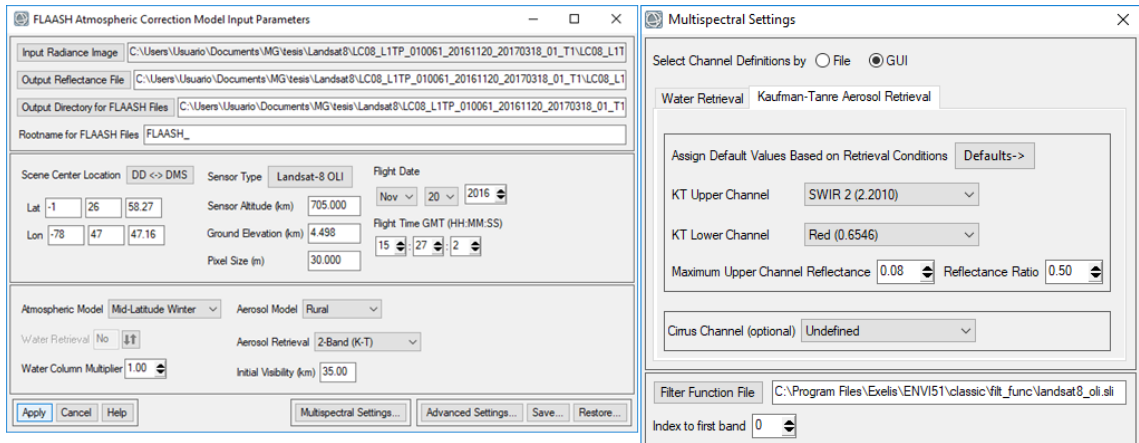 FLAASH Atmospheric Correction Model Input Parameters
Input Radiance Image C:\Users\Usuario\Documents\MG\tesis\Landsat8\LC08_L1TP_010061_20161120_20170318_01_T1\LC08_L1T
Output Reflectance File C:\Users\Usuario\Documents\MG\tesis\Landsat8\LC08_L1TP_010061_20161120_20170318_01_T1\LC08_L1
Output Directory for FLAASH Files C:\Users\Usuario\Documents\MG\tesis\Landsat8\LC08_L1TP_010061_20161120_20170318_01_T1
Rootname for FLAASH Files FLAASH_
Scene Center Location DD <-> DMS
Lat -1 26 58.27
Lon -78 47 47.16
Sensor Type Landsat-8 OLI
Sensor Altitude (km) 705.000
Ground Elevation (km) 4.498
Pixel Size (m) 30.000
Flight Date
Nov 20 2016
Flight Time GMT (HH:MM:SS)
15 : 27 : 2
Atmospheric Model Mid-Latitude Winter
Water Retrieval No
Water Column Multiplier 1.00
Aerosol Model Rural
Aerosol Retrieval 2-Band (K-T)
Initial Visibility (km) 35.00
Apply Cancel Help Multispectral Settings... Advanced Settings... Save... Restore...
Multispectral Settings
Select Channel Definitions by File GUI
Water Retrieval Kaufman-Tanre Aerosol Retrieval
Assign Default Values Based on Retrieval Conditions Defaults->
KT Upper Channel SWIR 2 (2.2010)
KT Lower Channel Red (0.6546)
Maximum Upper Channel Reflectance 0.08 Reflectance Ratio 0.50
Cirrus Channel (optional) Undefined
Filter Function File C:\Program Files\Exelis\ENVI51\classic\filt_func\landsat8_oli.sli
Index to first band 0